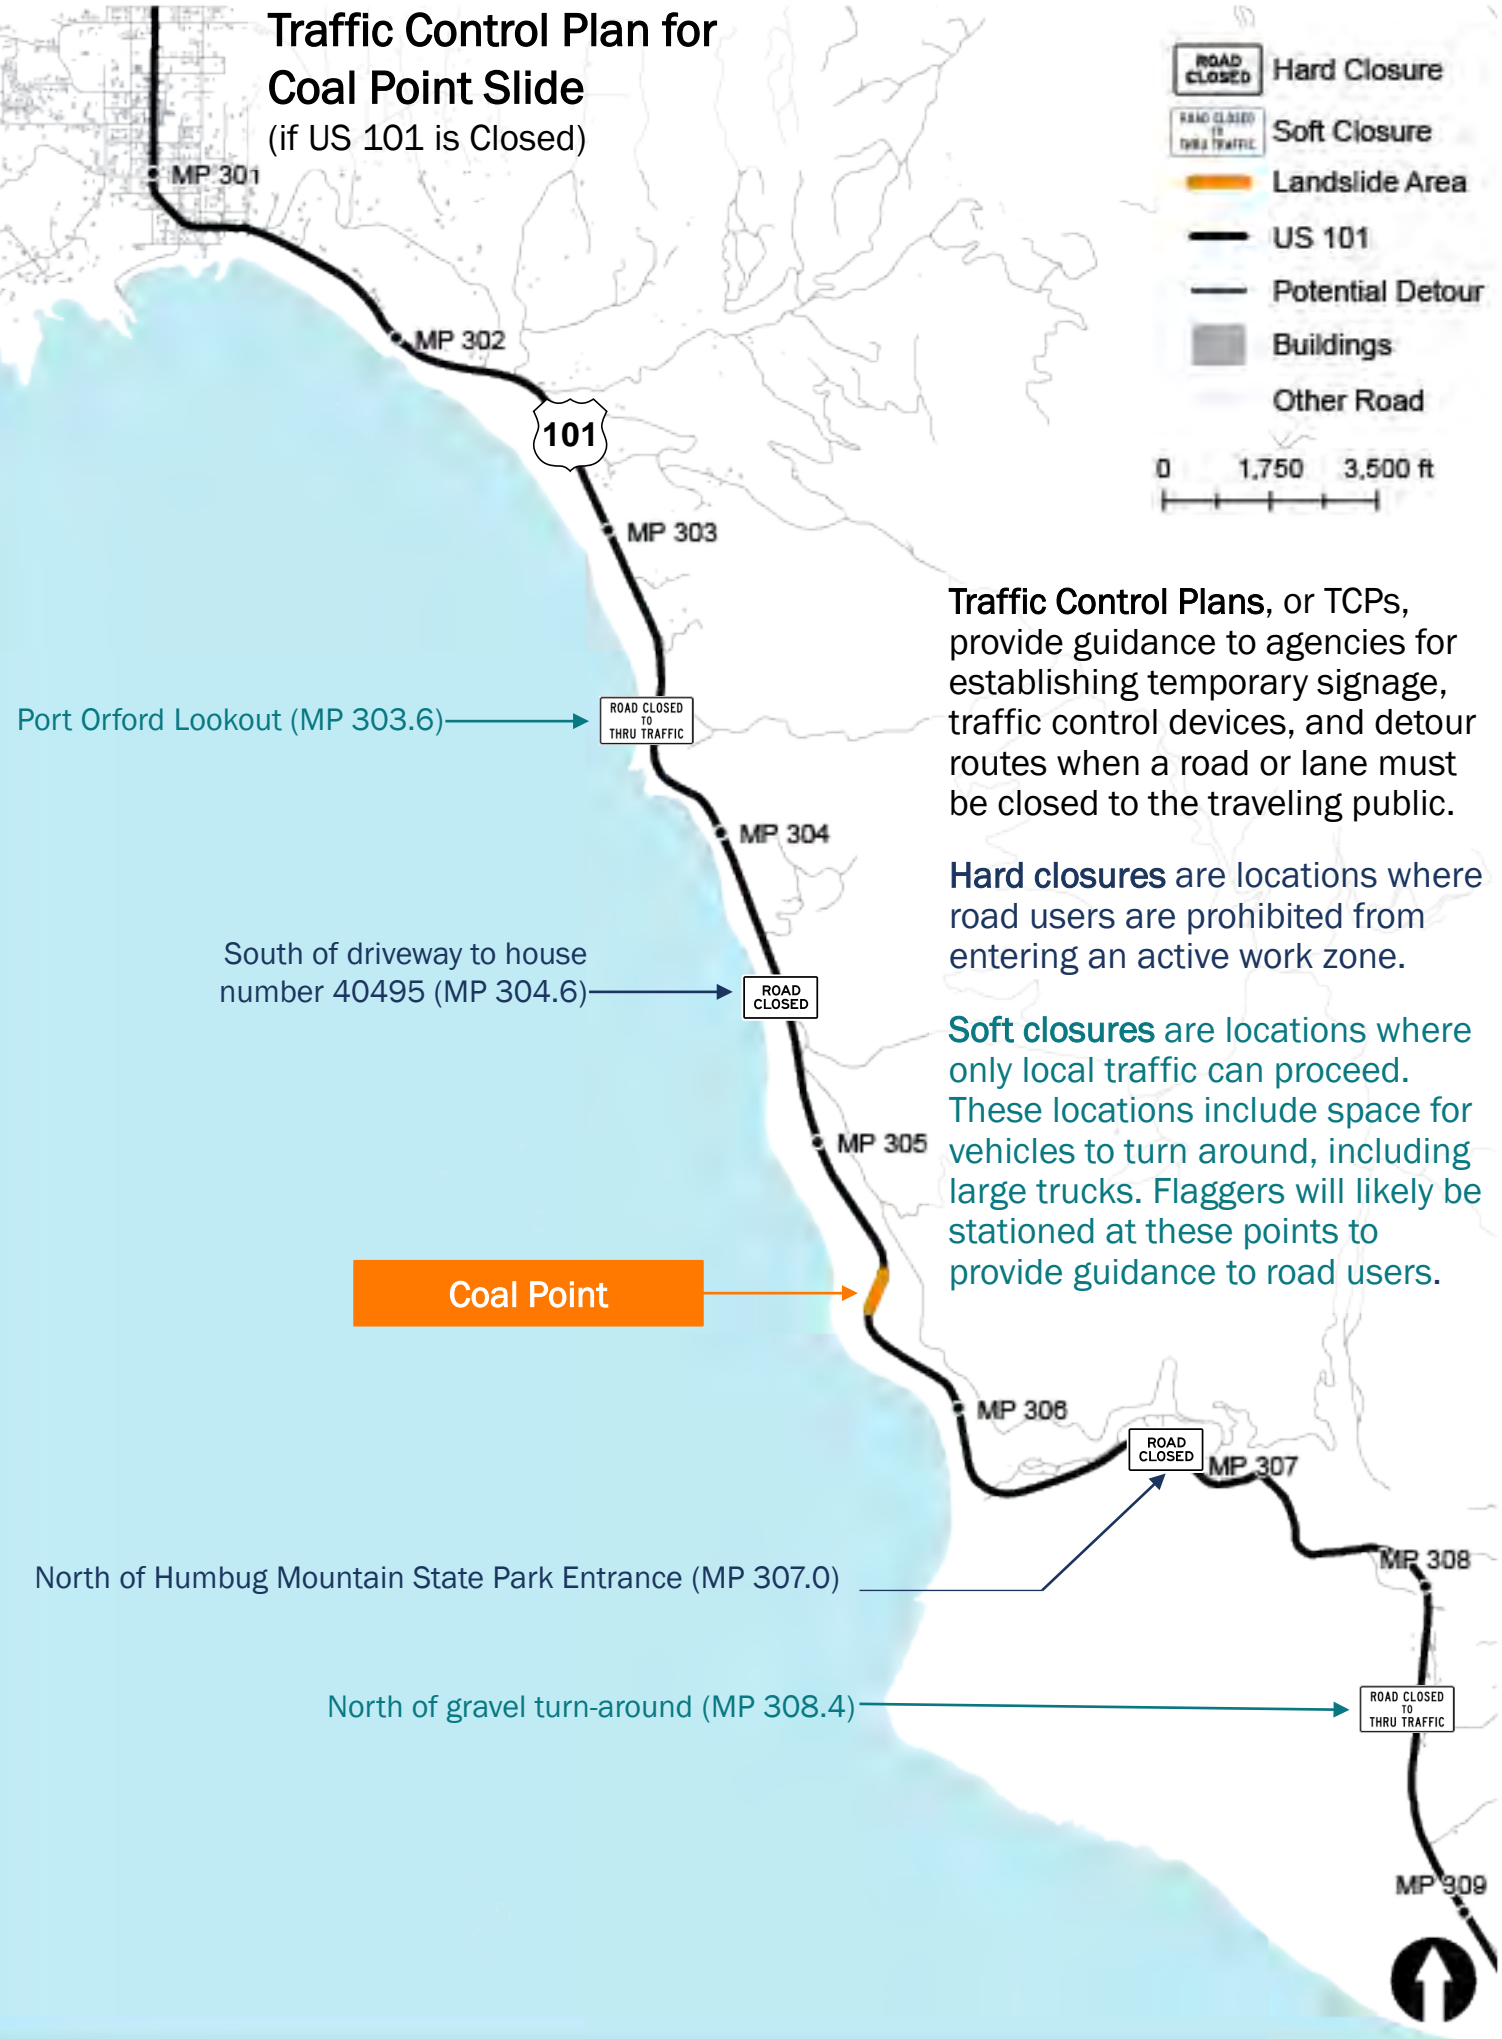 Traffic Control Plan for
Coal Point Slide
(if US 101 is Closed)
ROAD
CLOSED
Hard Closure
ROAD CLOSED
TO
THRU TRAFFIC
Soft Closure
Landslide Area
US 101
Potential Detour
Buildings
Other Road
0 1,750 3,500 ft
MP 301
MP 302
101
MP 303
Traffic Control Plans, or TCPs,
provide guidance to agencies for
establishing temporary signage,
traffic control devices, and detour
routes when a road or lane must
be closed to the traveling public.
Port Orford Lookout (MP 303.6)
ROAD CLOSED
TO
THRU TRAFFIC
MP 304
Hard closures are locations where
road users are prohibited from
entering an active work zone.
South of driveway to house
number 40495 (MP 304.6)
ROAD
CLOSED
Soft closures are locations where
only local traffic can proceed.
These locations include space for
vehicles to turn around, including
large trucks. Flaggers will likely be
stationed at these points to
provide guidance to road users.
MP 305
Coal Point
MP 306
ROAD
CLOSED
MP 307
North of Humbug Mountain State Park Entrance (MP 307.0)
MP 308
North of gravel turn-around (MP 308.4)
ROAD CLOSED
TO
THRU TRAFFIC
MP 309